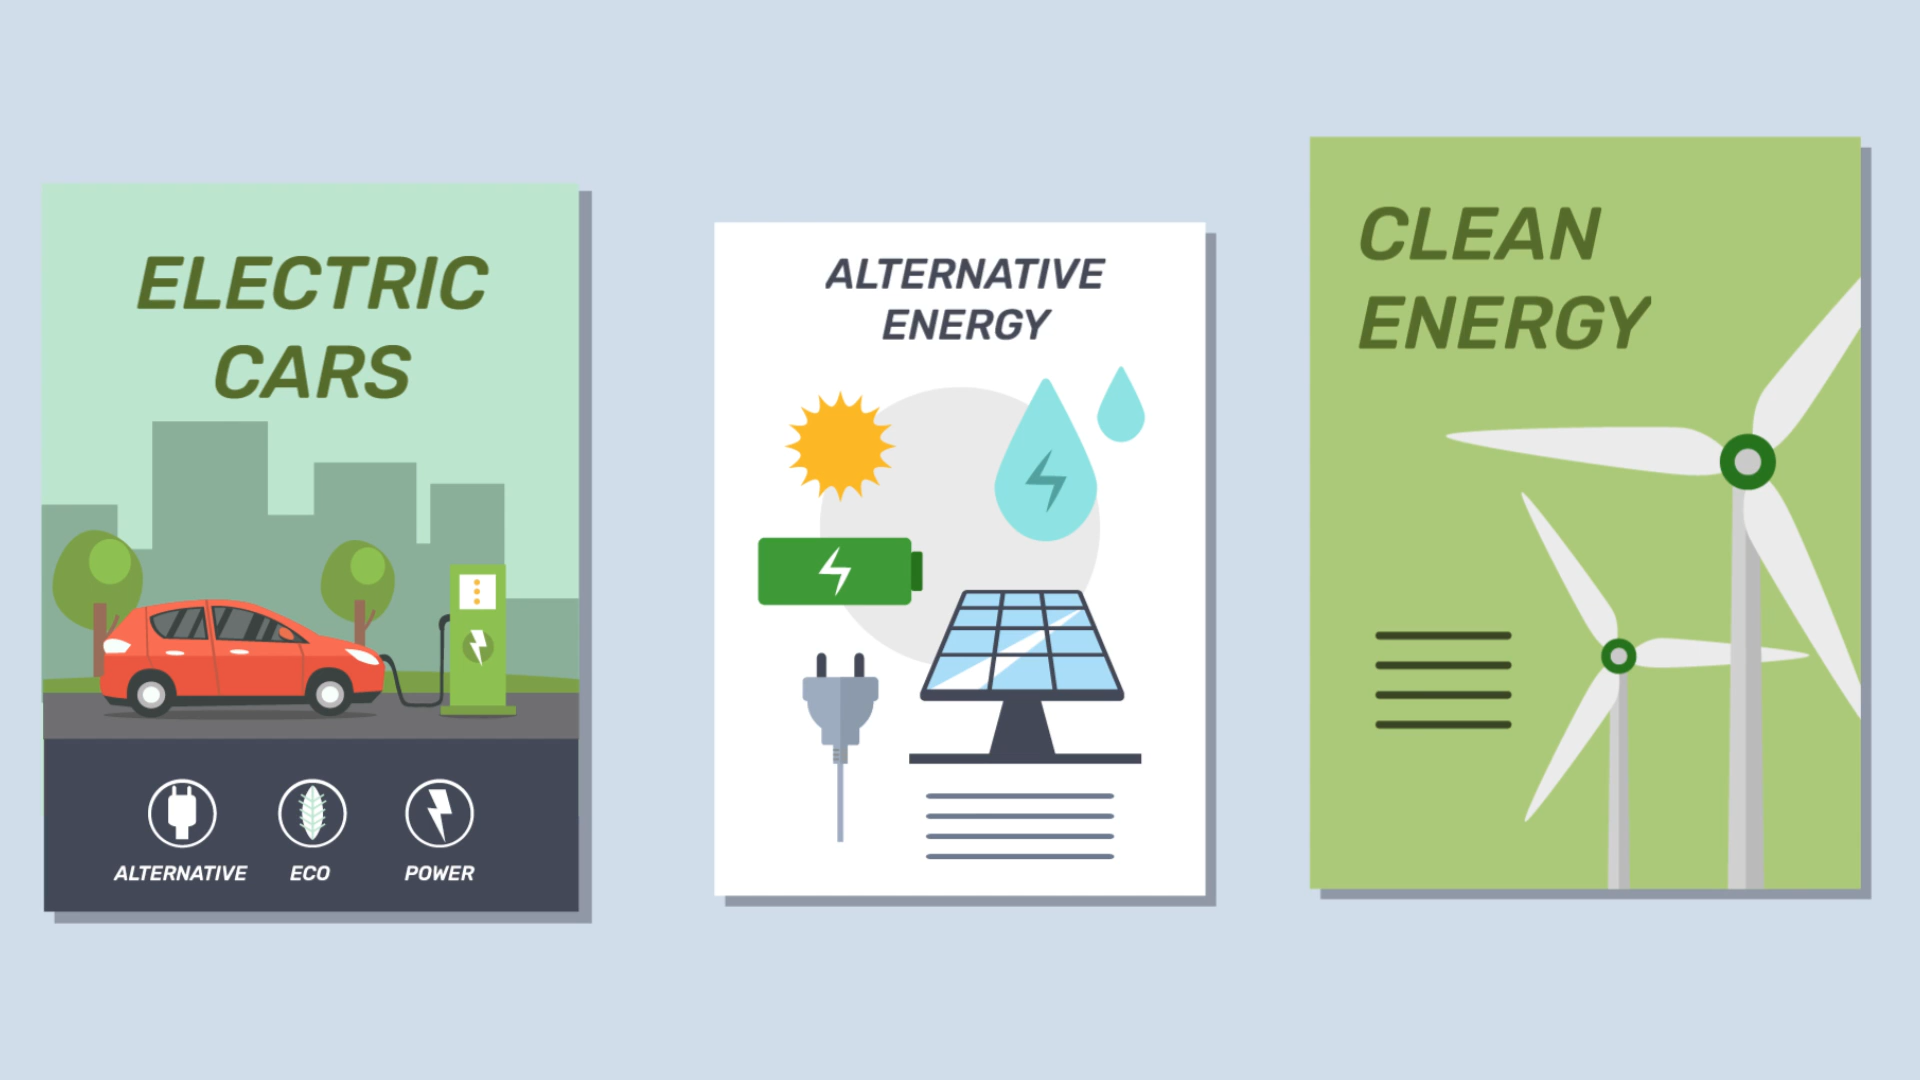 ELECTRIC
CARS
ALTERNATIVE
ECO
POWER
ALTERNATIVE
ENERGY
CLEAN
ENERGY